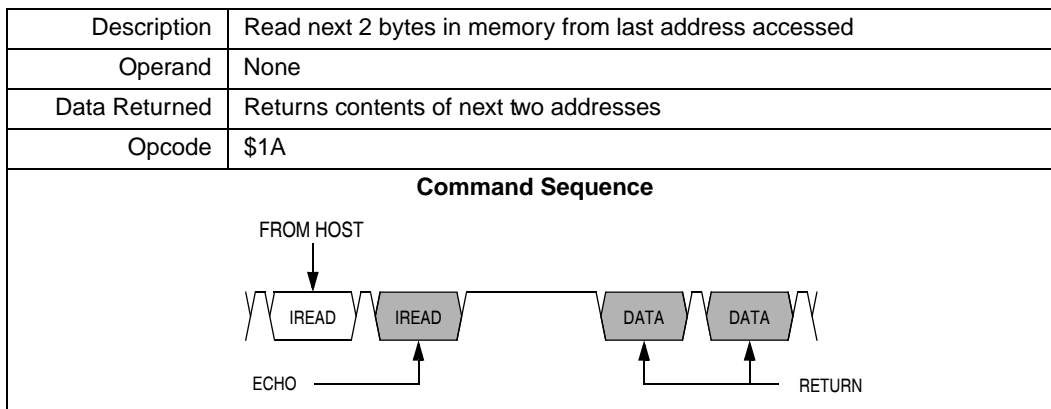 Description Read next 2 bytes in memory from last address accessed
Operand None
Data Returned Returns contents of next two addresses
Opcode $1A
Command Sequence
FROM HOST
IREAD IREAD DATA DATA
ECHO RETURN